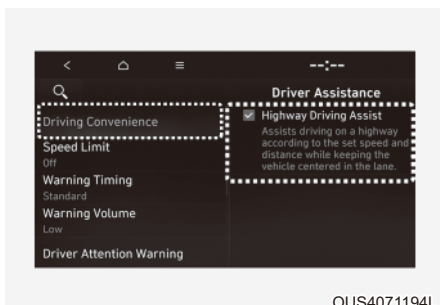 --:--
Driver Assistance
Driving Convenience
Speed Limit
Off
Warning Timing
Standard
Warning Volume
Low
Driver Attention Warning
Highway Driving Assist
Assists driving on a highway
according to the set speed and
distance while keeping the
vehicle centered in the lane.
OUS4071194L